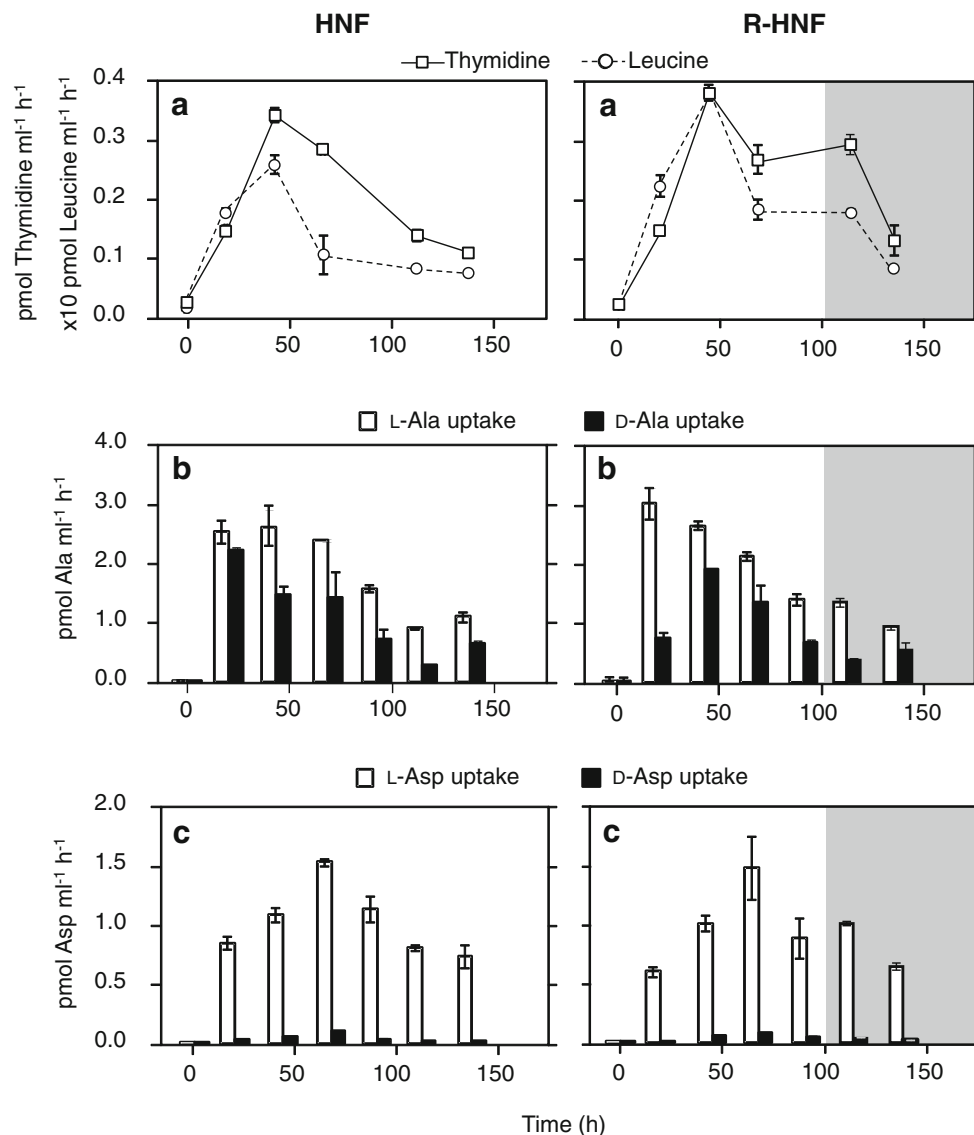 HNF R-HNF
Thymidine Leucine
pmol Thymidine ml-1 h-1
x10 pmol Leucine ml-1 h-1
0.4
0.3
0.2
0.1
0.0
a a
0 50 100 150 0 50 100 150
L-Ala uptake D-Ala uptake
pmol Ala ml-1 h-1
4.0
3.0
2.0
1.0
0.0
b b
0 50 100 150 0 50 100 150
L-Asp uptake D-Asp uptake
pmol Asp ml-1 h-1
2.0
1.5
1.0
0.5
0.0
c c
0 50 100 150 0 50 100 150
Time (h)